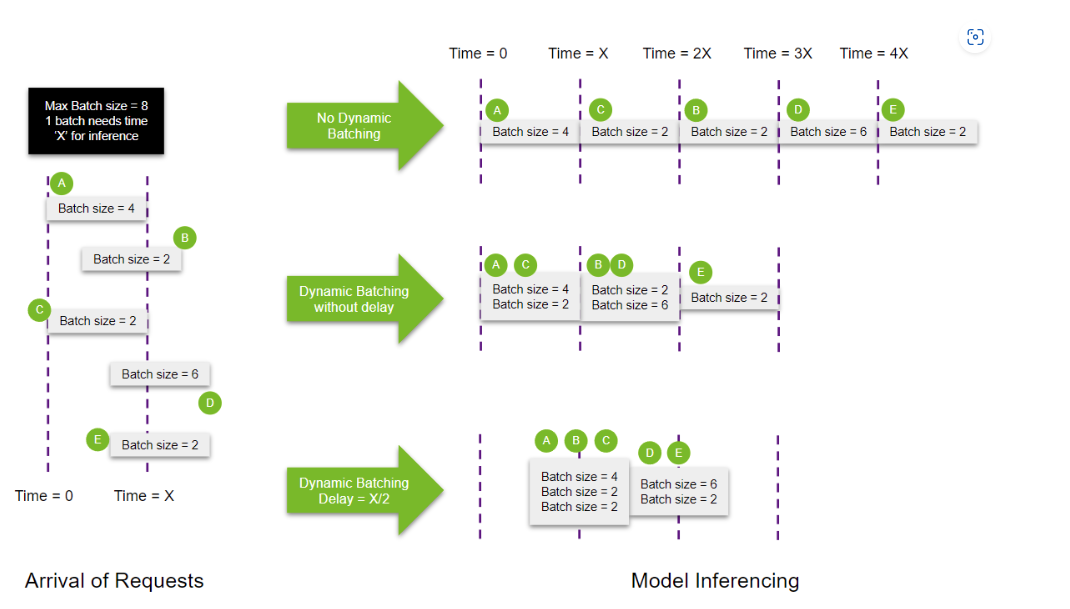 Time = 0
Time = X
Time = 2X
Time = 3X
Time = 4X
Max Batch size = 8
1 batch needs time
'X' for inference
No Dynamic
Batching
A
Batch size = 4
C
Batch size = 2
B
Batch size = 2
D
Batch size = 6
E
Batch size = 2
A
Batch size = 4
B
Batch size = 2
C
Batch size = 2
Batch size = 6
D
E
Batch size = 2
Time = 0
Time = X
Dynamic Batching
without delay
A
C
Batch size = 4
Batch size = 2
B
D
Batch size = 2
Batch size = 6
E
Batch size = 2
Dynamic Batching
Delay = X/2
A
B
C
Batch size = 4
Batch size = 2
Batch size = 2
D
E
Batch size = 6
Batch size = 2
Arrival of Requests
Model Inferencing